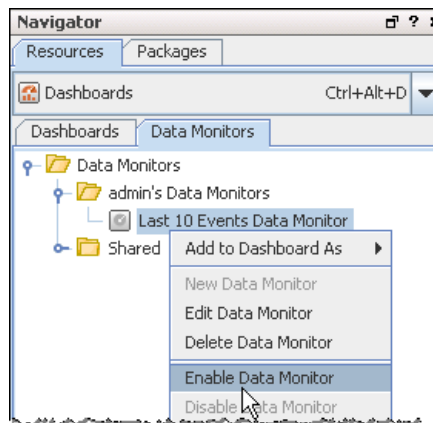 Navigator
Resources Packages
Dashboards Ctrl+Alt+D
Dashboards Data Monitors
Data Monitors
admin's Data Monitors
Last 10 Events Data Monitor
Shared Add to Dashboard As
New Data Monitor
Edit Data Monitor
Delete Data Monitor
Enable Data Monitor
Disable Data Monitor